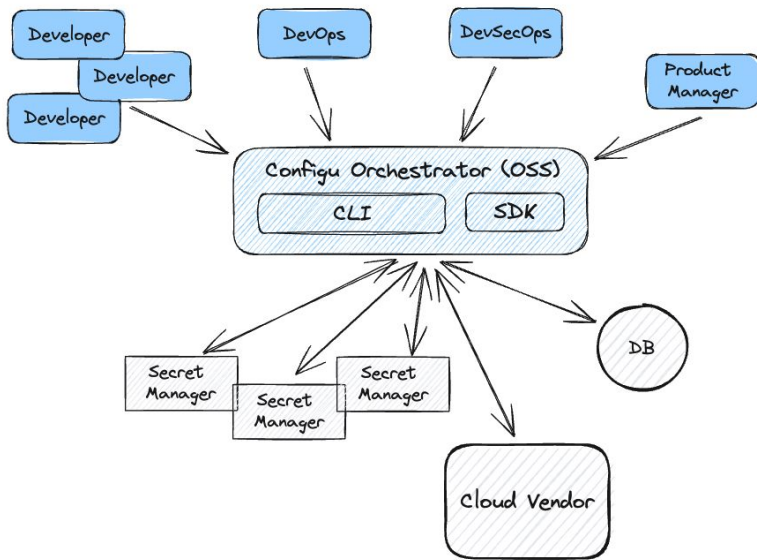 Developer
Developer
Developer
DevOps
DevSecOps
Product
Manager
Configu Orchestrator (OSS)
CLI
SDK
Secret
Manager
Secret
Manager
Secret
Manager
DB
Cloud Vendor